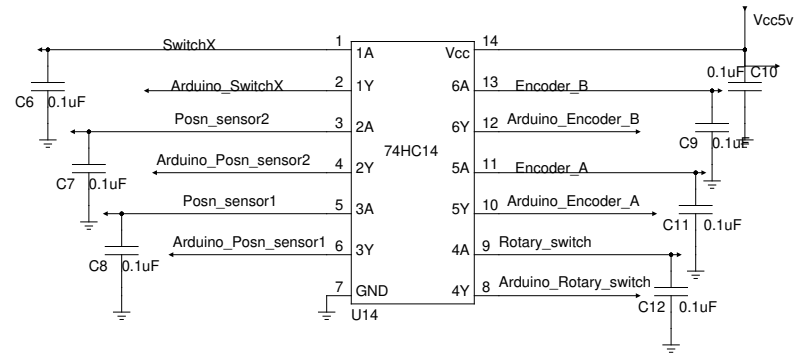 Vcc5v
SwitchX 1 1A Vcc 14
0.1uF C10
C6 0.1uF Arduino_SwitchX 2 1Y 6A 13 Encoder_B
Posn_sensor2 3 2A 6Y 12 Arduino_Encoder_B
C9 0.1uF
74HC14
Arduino_Posn_sensor2 4 2Y 5A 11 Encoder_A
C7 0.1uF
Posn_sensor1 5 3A 5Y 10 Arduino_Encoder_A
C11 0.1uF
Arduino_Posn_sensor1 6 3Y 4A 9 Rotary_switch
C8 0.1uF
7 GND 4Y 8 Arduino_Rotary_switch
C12 0.1uF
U14